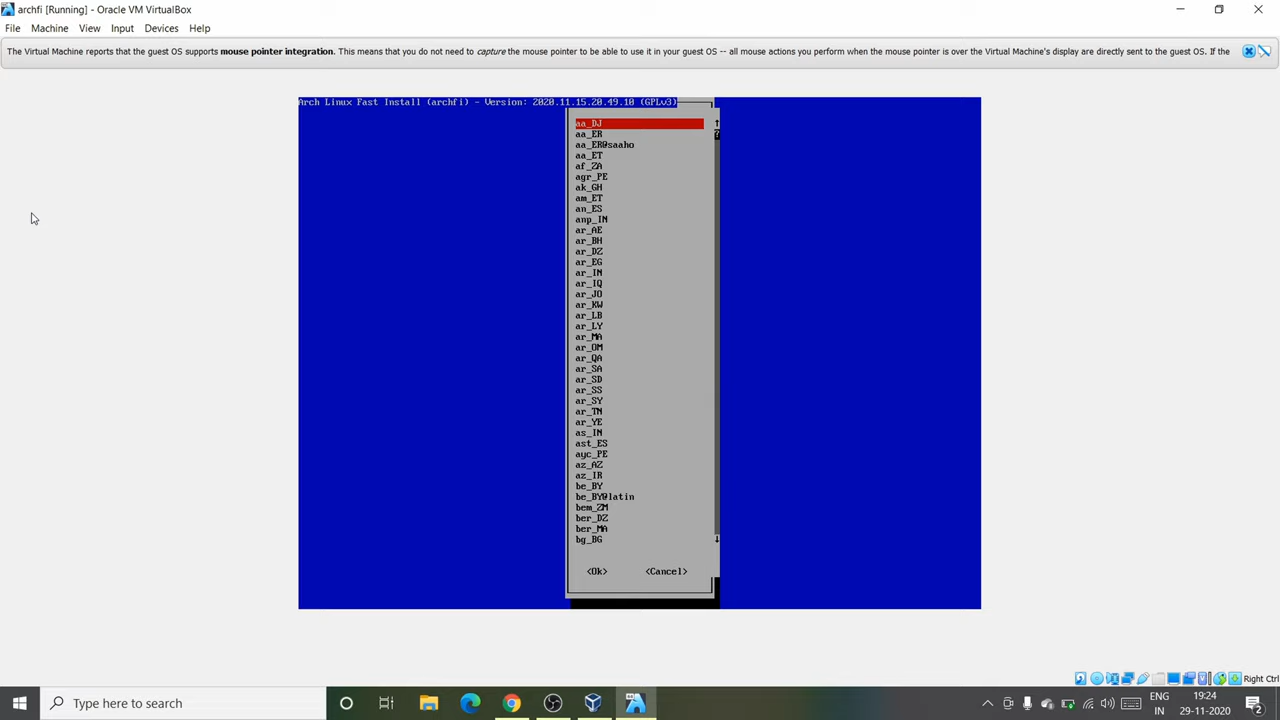 archfi [Running] - Oracle VM VirtualBox
File Machine View Input Devices Help
The Virtual Machine reports that the guest OS supports mouse pointer integration. This means that you do not need to capture the mouse pointer to be able to use it in your guest OS -- all mouse actions you perform when the mouse pointer is over the Virtual Machine's display are directly sent to the guest OS. If the
Arch Linux Fast Install (archfi) - Version: 2020.11.15.20.49.10 (GPLv3)
aa_DJ
aa_ER
aa_ER@saaho
aa_ET
af_ZA
agr_PE
ak_GH
am_ET
an_ES
anp_IN
ar_AE
ar_BH
ar_DZ
ar_EG
ar_IN
ar_IQ
ar_JO
ar_KW
ar_LB
ar_LY
ar_MA
ar_OM
ar_QA
ar_SA
ar_SD
ar_SS
ar_SY
ar_TN
ar_YE
as_IN
ast_ES
ayc_PE
az_AZ
az_IR
be_BY
be_BY@latin
bem_ZM
ber_DZ
ber_MA
bg_BG
<Ok> <Cancel>
Right Ctrl
Type here to search
ENG 19:24
IN 29-11-2020
2